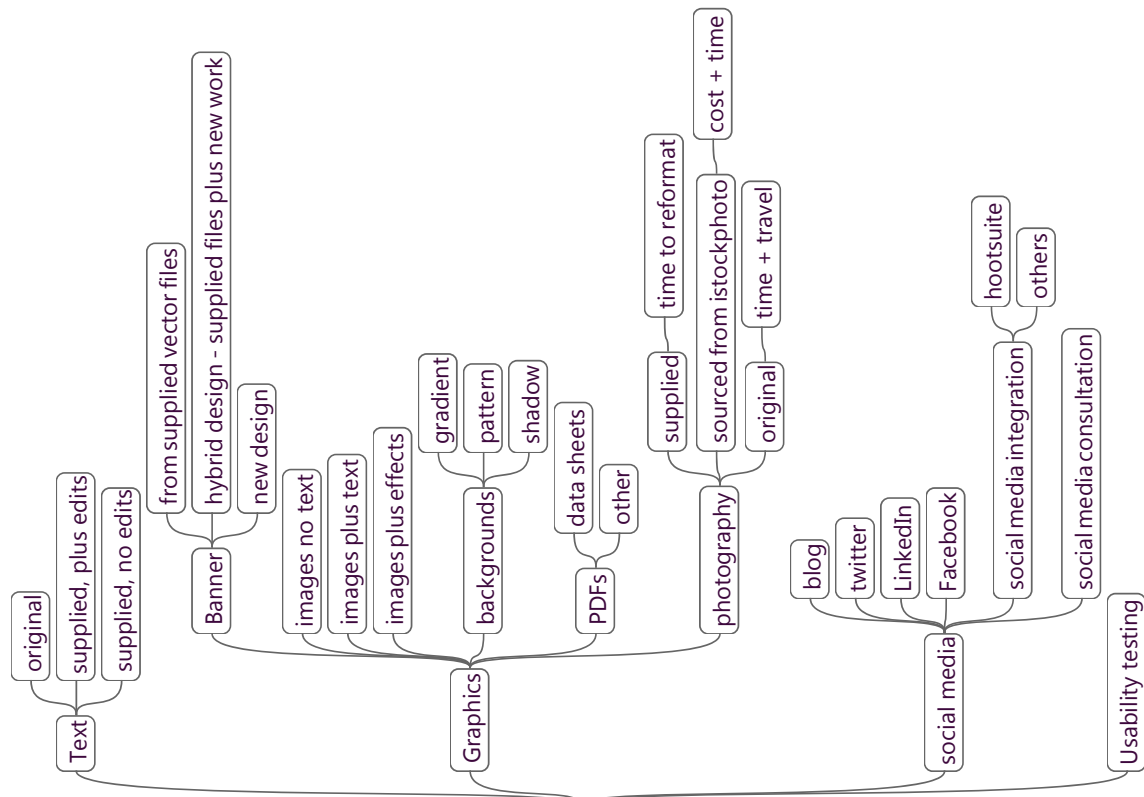 Text
original
supplied, plus edits
supplied, no edits
Graphics
Banner
from supplied vector files
hybrid design - supplied files plus new work
new design
images no text
images plus text
images plus effects
backgrounds
gradient
pattern
shadow
PDFs
data sheets
other
photography
supplied
time to reformat
sourced from istockphoto
cost + time
original
time + travel
social media
blog
twitter
LinkedIn
Facebook
social media integration
hootsuite
others
social media consultation
Usability testing